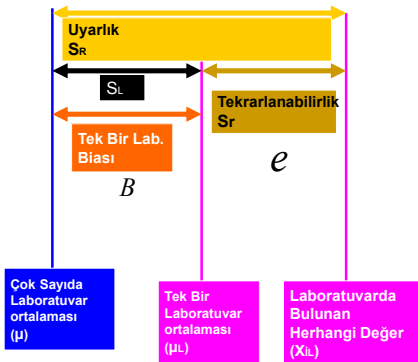 Uyarlık
SR
SL
Tekrarlanabilirlik
Sr
Tek Bir Lab.
Biası
B
e
Çok Sayıda
Laboratuvar
ortalaması
(μ)
Tek Bir
Laboratuvar
ortalaması
(μL)
Laboratuvarda
Bulunan
Herhangi Değer
(XiL)